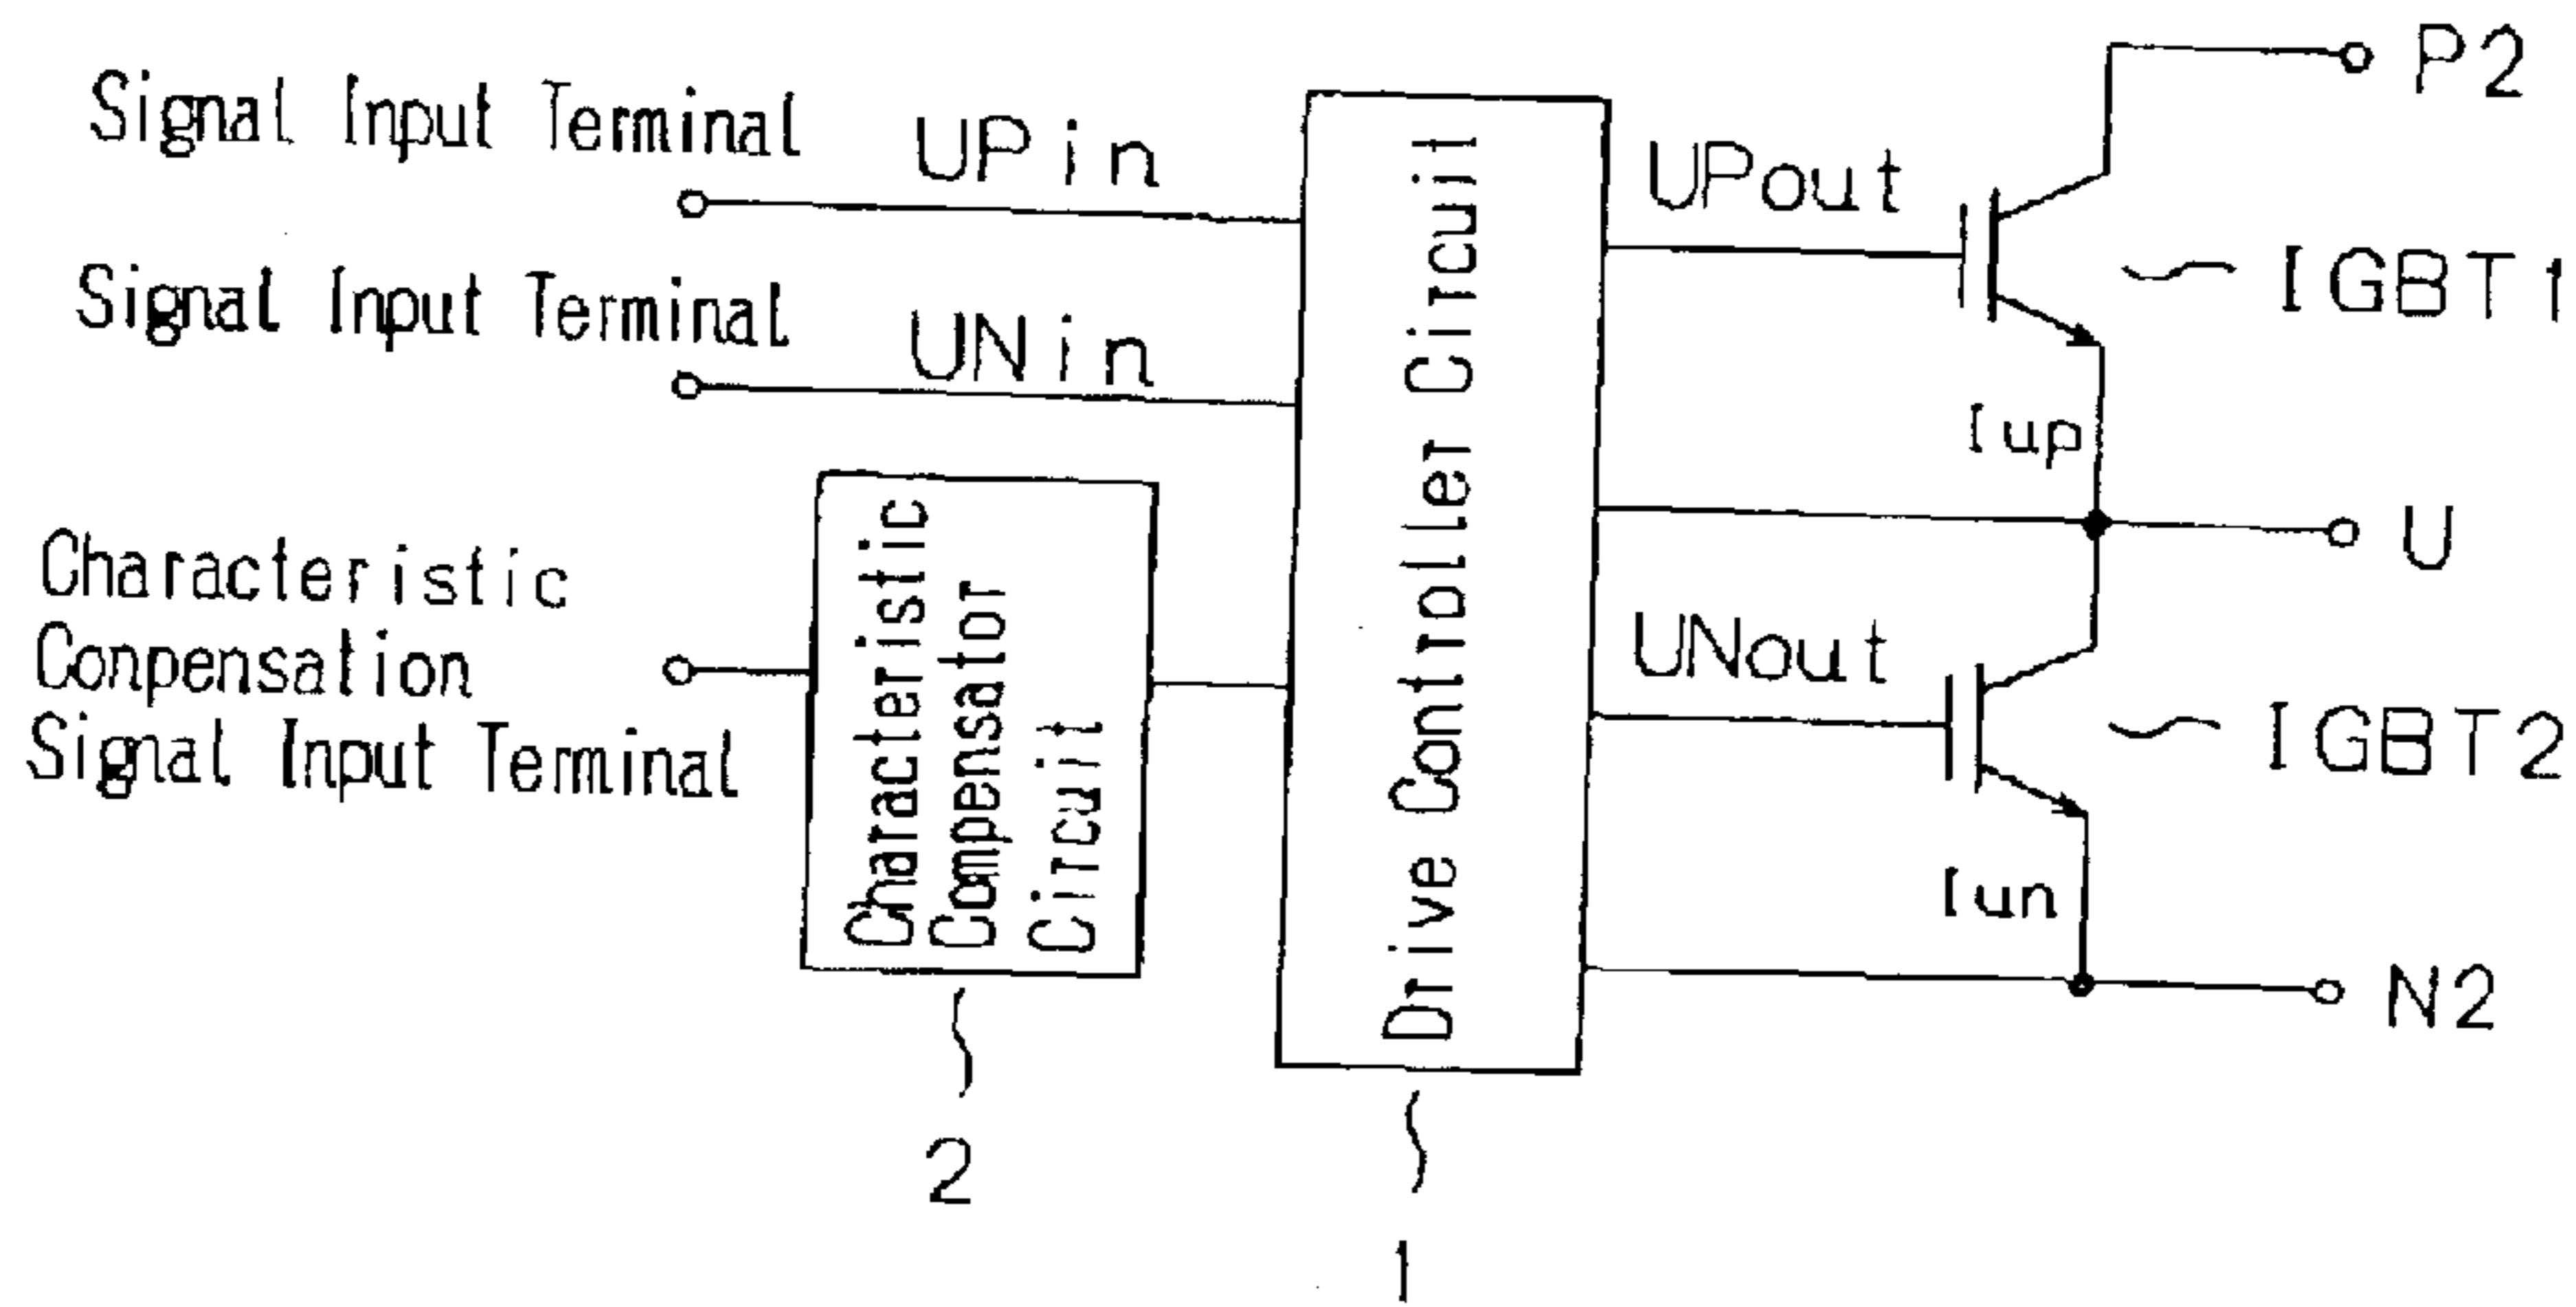 Signal Input Terminal
UPin
Signal Input Terminal
UNin
Characteristic
Conpensation
Signal Input Terminal
Characteristic
Compensator
Circuit
2
Drive Controller Circuit
1
UPout
P2
IGBT1
Iup
U
UNout
IGBT2
Iun
N2